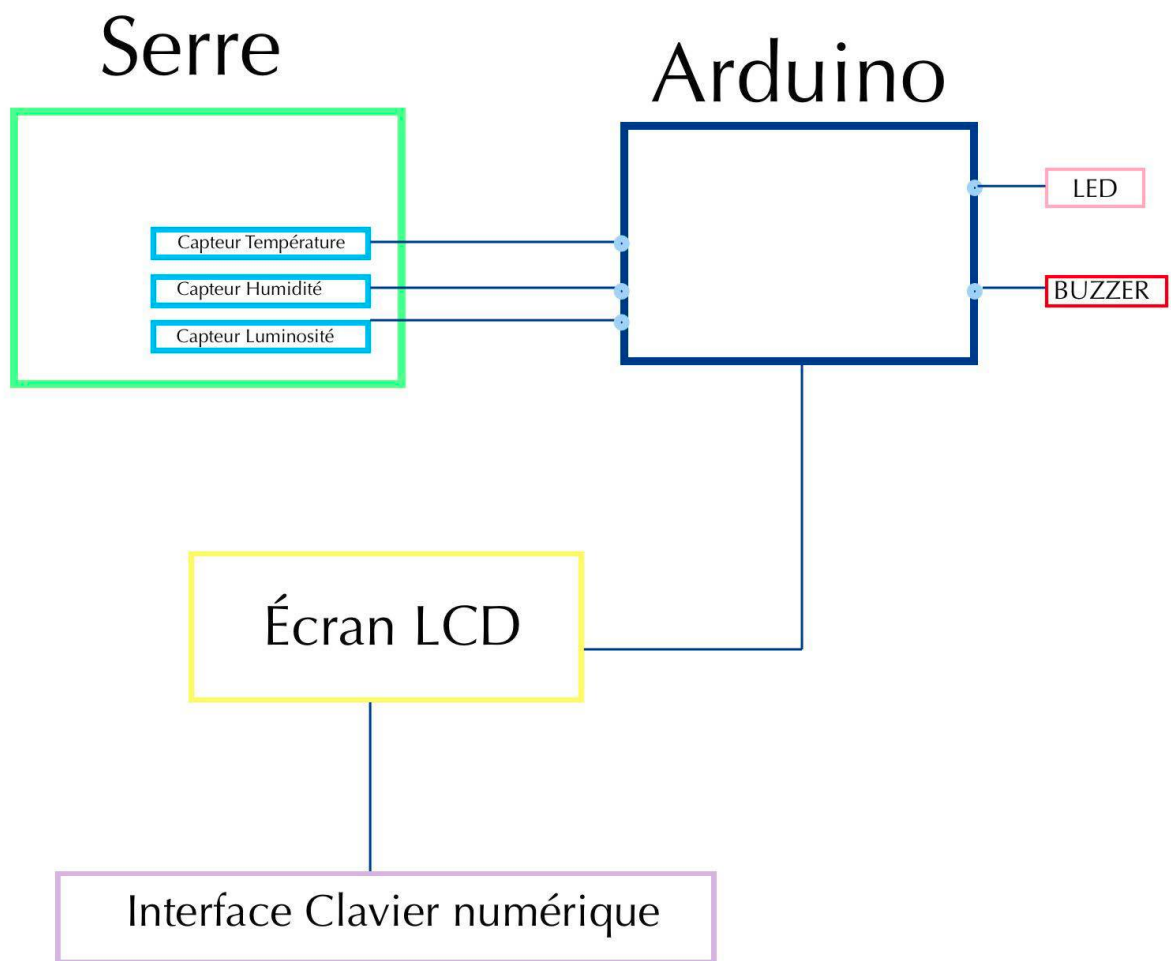 Serre
Arduino
LED
Capteur Température
Capteur Humidité
BUZZER
Capteur Luminosité
Écran LCD
Interface Clavier numérique